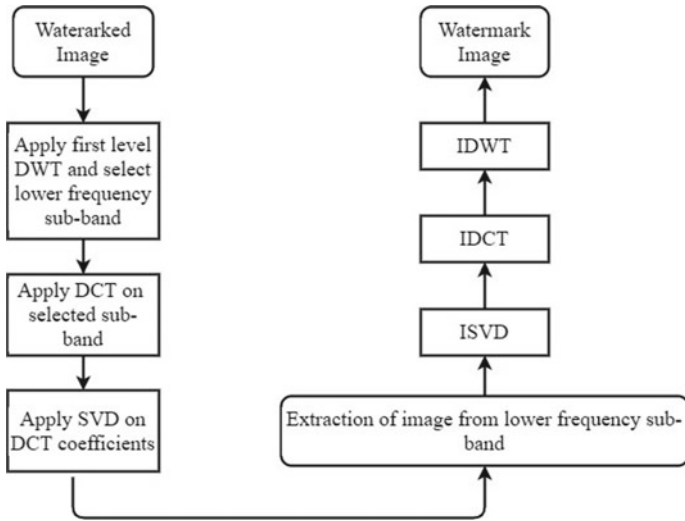 Waterarked
Image
Apply first level
DWT and select
lower frequency
sub-band
Apply DCT on
selected sub-
band
Apply SVD on
DCT coefficients
Extraction of image from lower frequency sub-
band
ISVD
IDCT
IDWT
Watermark
Image